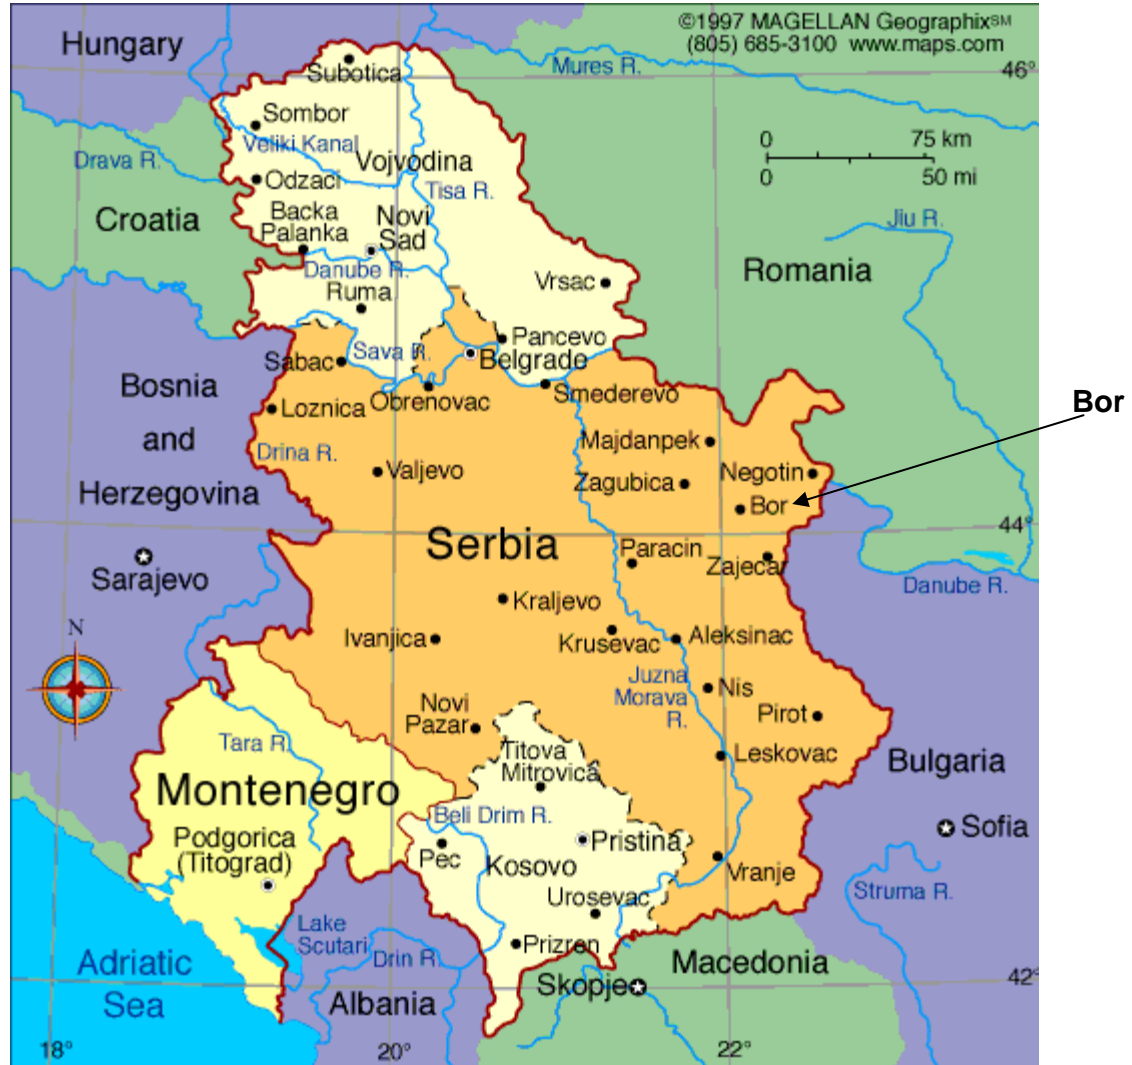 ©1997 MAGELLAN Geographix℠
(805) 685-3100 www.maps.com
Hungary
Mures R.
46°
Subotica
Sombor
Veliki Kanal
Vojvodina
Drava R.
Odzaci
Tisa R.
0 75 km
0 50 mi
Croatia
Backa
Palanka
Novi
Sad
Jiu R.
Danube R.
Ruma
Vrsac
Romania
Sava R.
Pancevo
Belgrade
Sabac
Obrenovac
Smederevo
Bosnia
and
Herzegovina
Loznica
Bor
Drina R.
Majdanpek
Valjevo
Zagubica
Negotin
Bor
44°
Serbia
Paracin
Zajecar
Sarajevo
Danube R.
Kraljevo
N
Ivanjica
Krusevac
Aleksinac
Juzna
Morava
R.
Nis
Novi
Pazar
Pirot
Tara R.
Titova
Mitrovica
Leskovac
Bulgaria
Montenegro
Beli Drim R.
Sofia
Podgorica
(Titograd)
Pec
Kosovo
Pristina
Vranje
Struma R.
Urosevac
Lake
Scutari
Drin R.
Prizren
Adriatic
Sea
Macedonia
Albania
Skopje
42°
18°
20°
22°